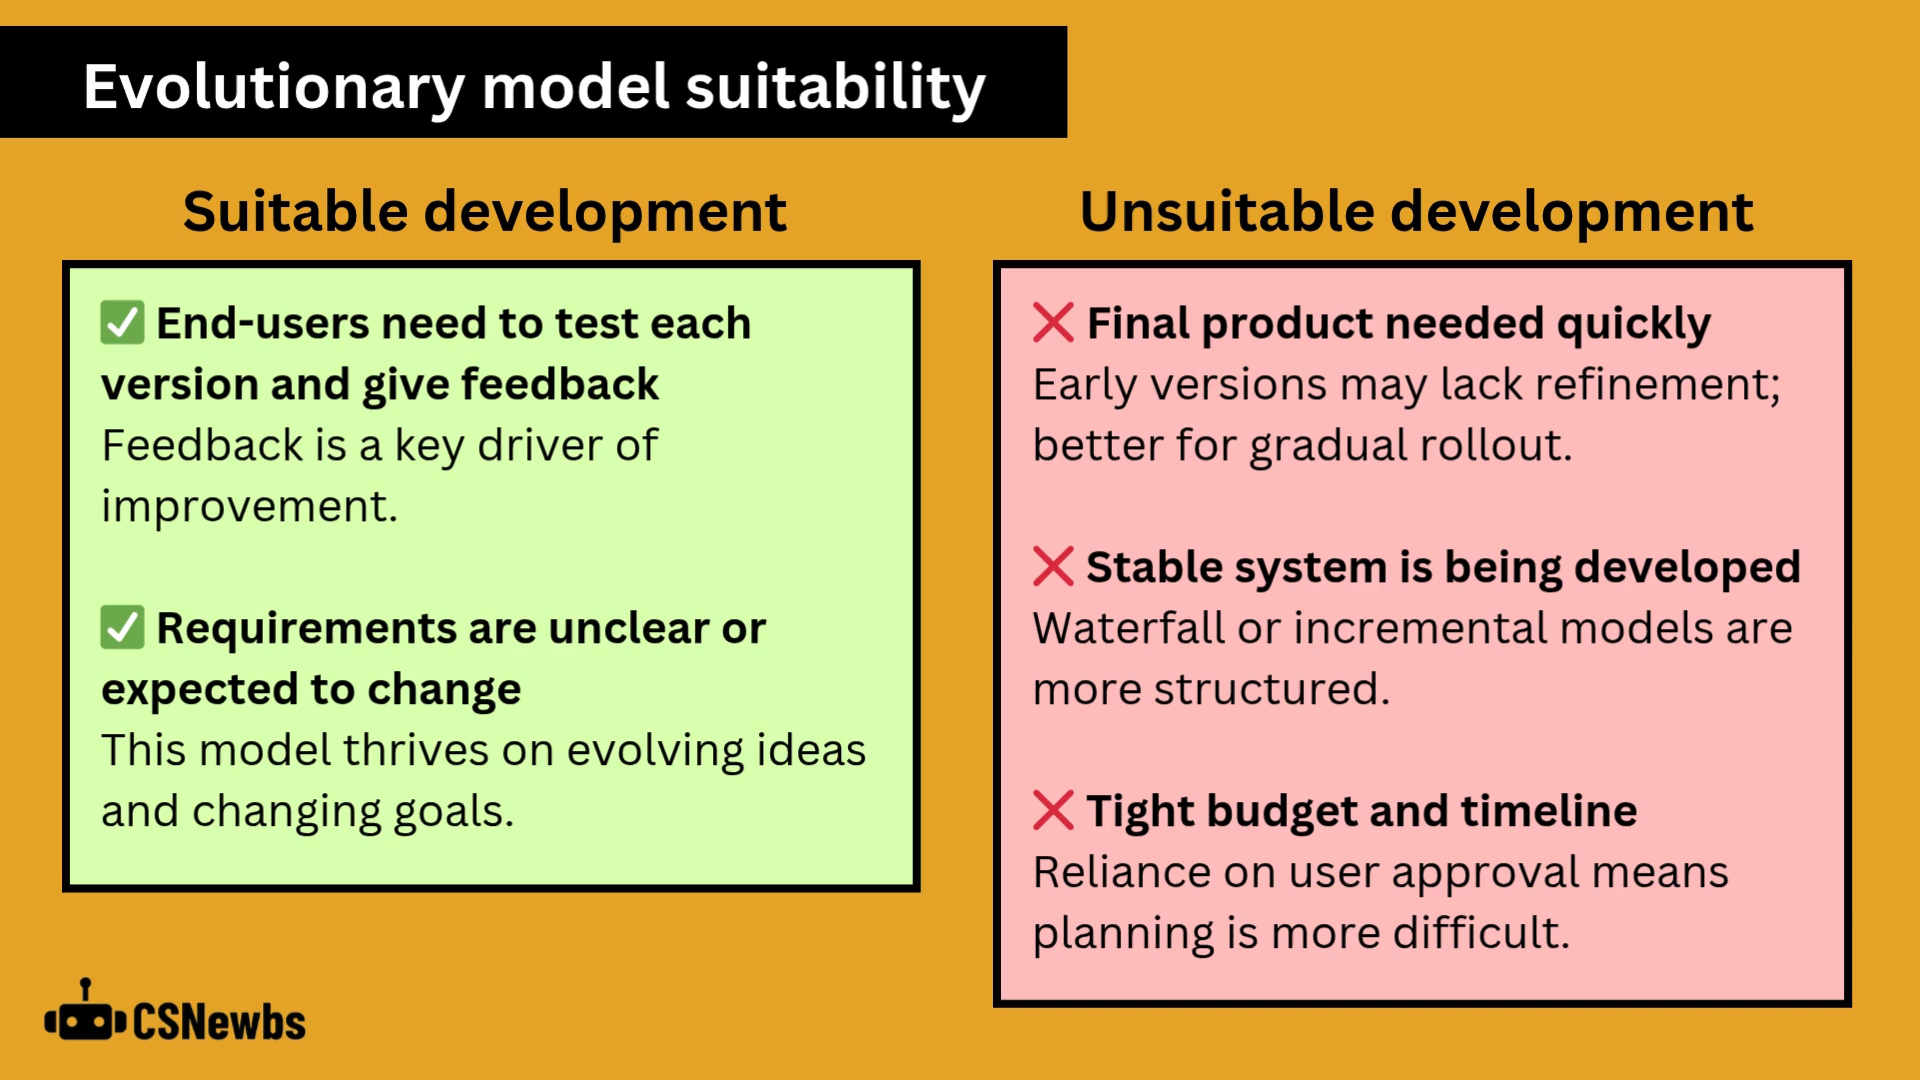 Evolutionary model suitability
Suitable development
✅ End-users need to test each
version and give feedback
Feedback is a key driver of
improvement.
✅ Requirements are unclear or
expected to change
This model thrives on evolving ideas
and changing goals.
Unsuitable development
❌ Final product needed quickly
Early versions may lack refinement;
better for gradual rollout.
❌ Stable system is being developed
Waterfall or incremental models are
more structured.
❌ Tight budget and timeline
Reliance on user approval means
planning is more difficult.
CSNewbs